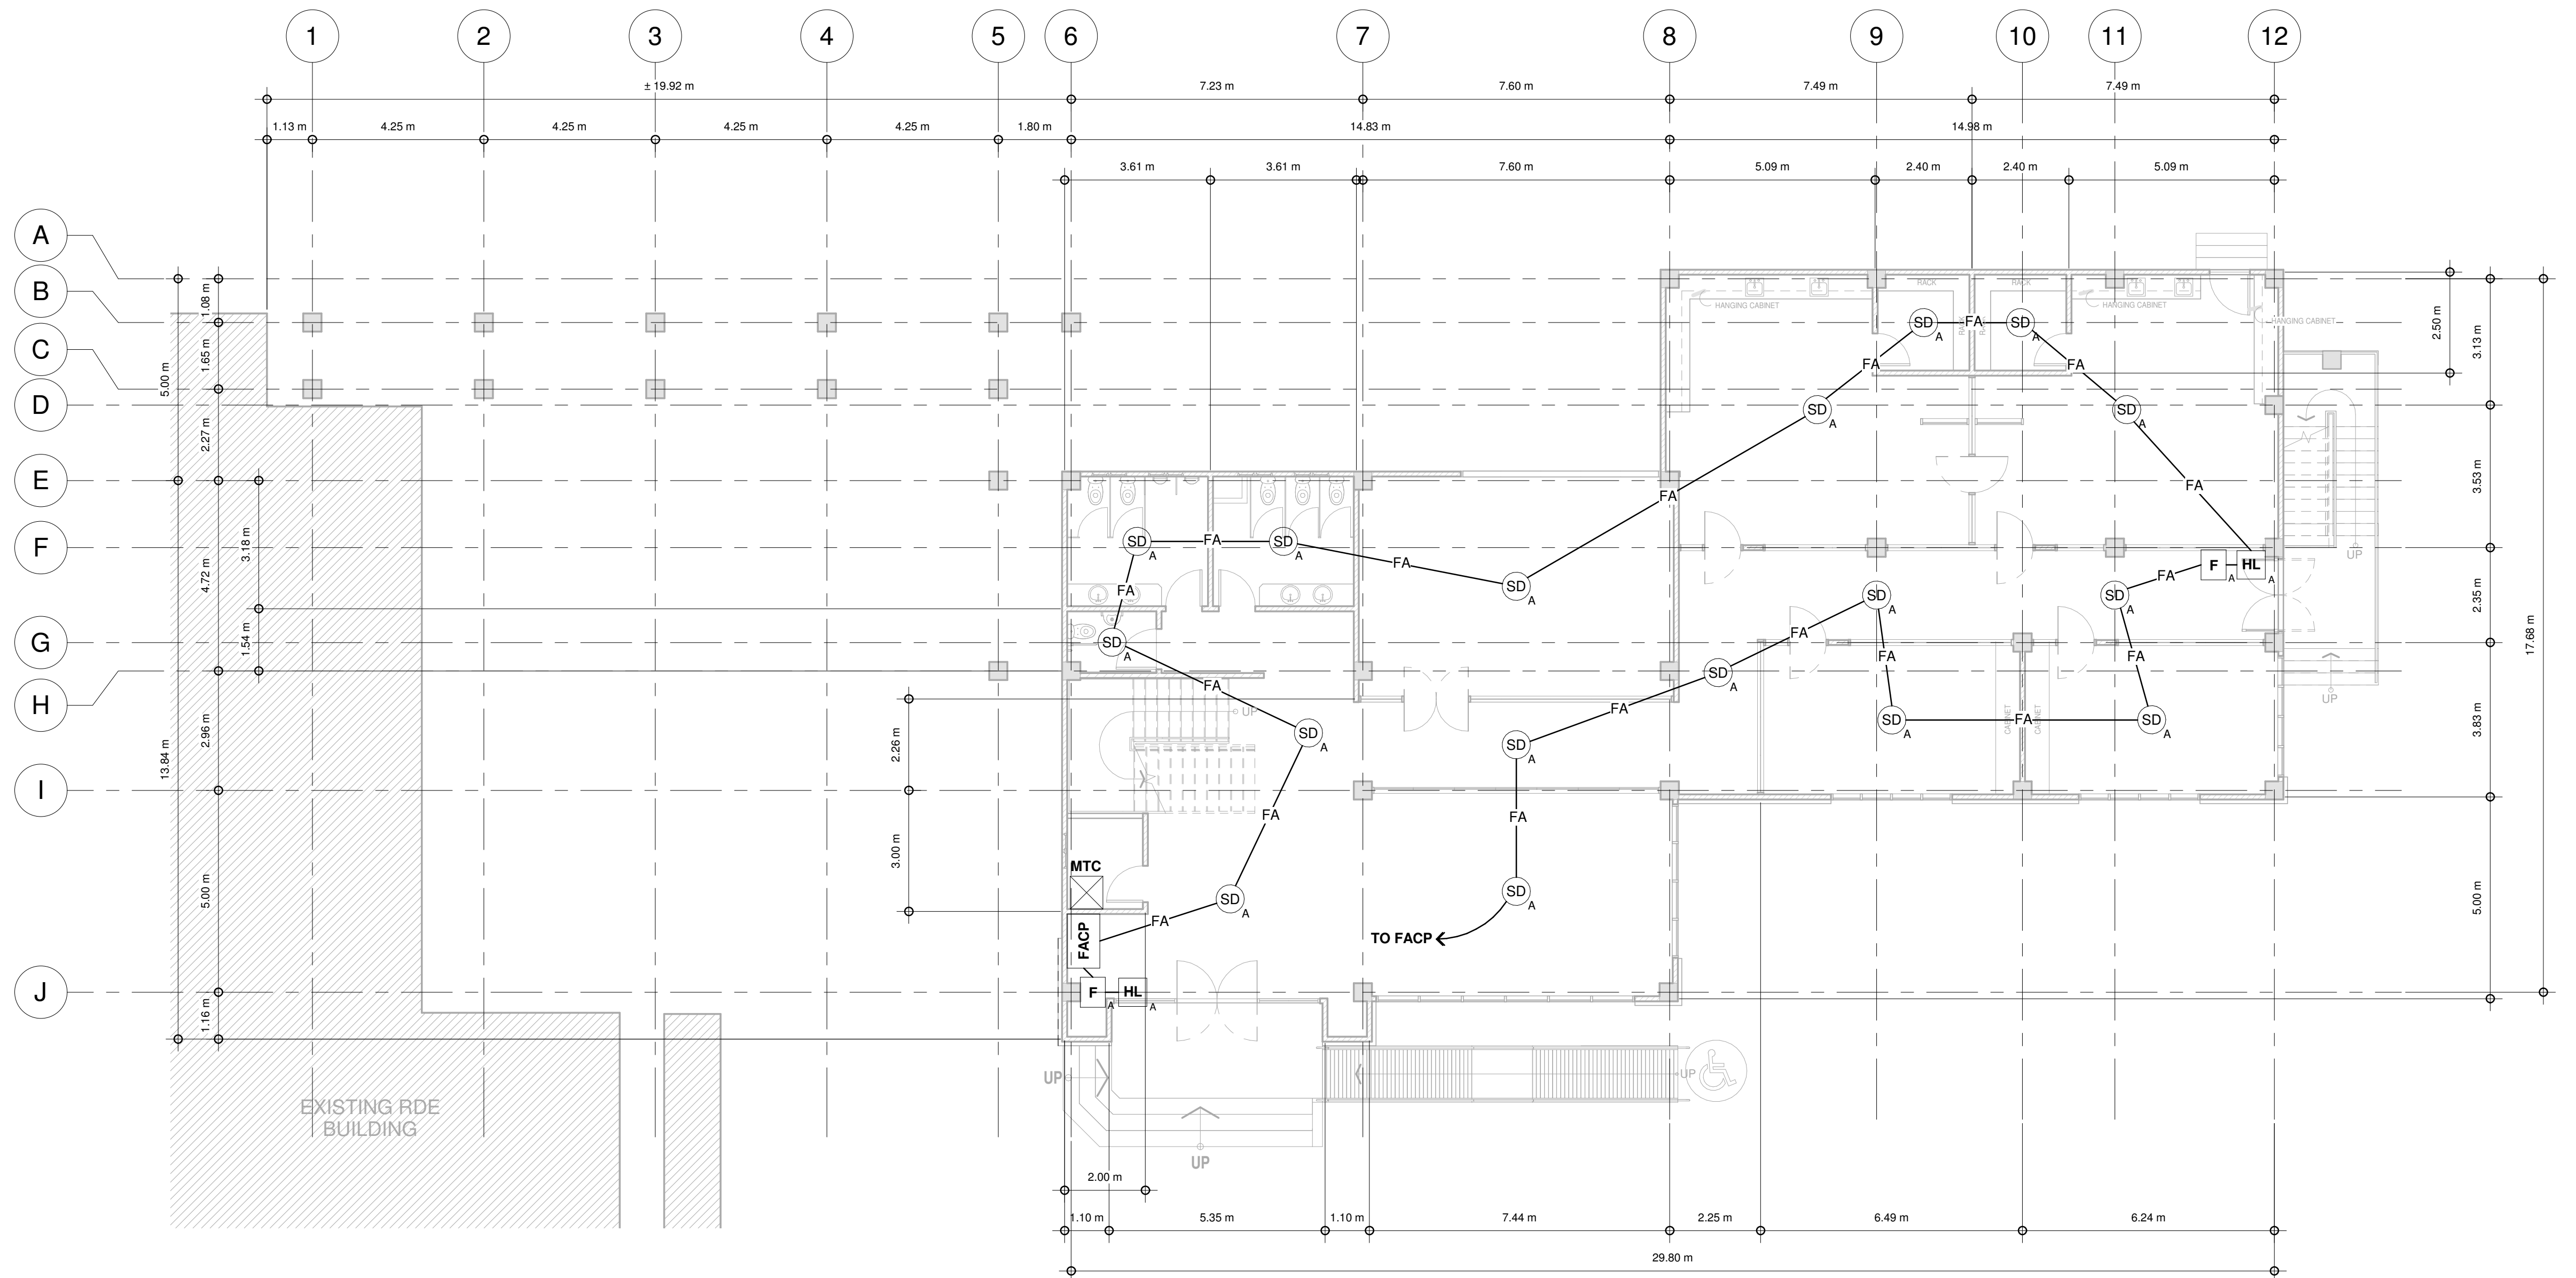 1 2 3 4 5 6 7 8 9 10 11 12
± 19.92 m 7.23 m 7.60 m 7.49 m 7.49 m
1.13 m 4.25 m 4.25 m 4.25 m 4.25 m 1.80 m 14.83 m 14.98 m
3.61 m 3.61 m 7.60 m 5.09 m 2.40 m 2.40 m 5.09 m
A
B
C
D
E
F
G
H
I
J
1.08 m
1.65 m
5.00 m
2.27 m
3.18 m
4.72 m
1.54 m
2.96 m
13.84 m
5.00 m
1.16 m
2.26 m
3.00 m
RACK RACK
HANGING CABINET HANGING CABINET
HANGING CABINET
RACK RACK
SD A FA SD A
FA FA
SD A SD A
FA FA
SD A FA SD A
FA
FA SD A
UP
F A HL A
FA
SD A SD A
FA
SD A
FA FA
SD A
FA
FA
UP
UP
SD A
FA
SD A
CABINET CABINET
SD A FA SD A
FA FA
MTC
FACP
SD A
FA
SD A
TO FACP
F A HL A
2.50 m
3.13 m
3.53 m
2.35 m
17.68 m
3.83 m
5.00 m
UP
UP
UP
EXISTING RDE
BUILDING
2.00 m
1.10 m 5.35 m 1.10 m 7.44 m 2.25 m 6.49 m 6.24 m
29.80 m